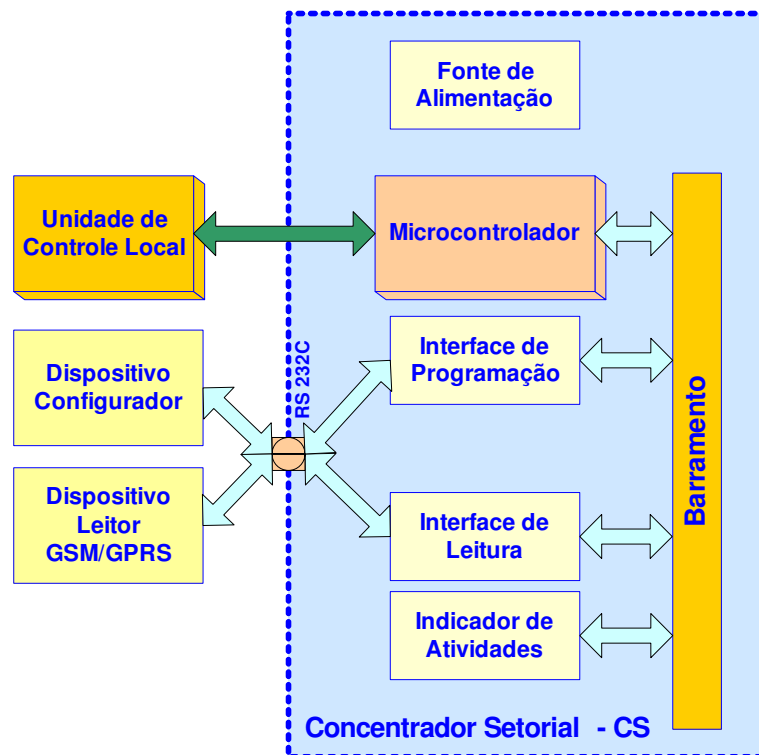 Fonte de
Alimentação
Unidade de
Controle Local
Microcontrolador
Dispositivo
Configurador
RS 232C
Interface de
Programação
Barramento
Dispositivo
Leitor
GSM/GPRS
Interface de
Leitura
Indicador de
Atividades
Concentrador Setorial - CS